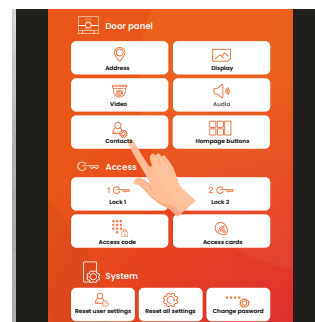 Door panel
Address
Display
Video
Audio
Contacts
Hompage buttons
Access
1
2
Lock 1
Lock 2
Access code
Access cards
System
Reset user settings
Reset all settings
Change pasword